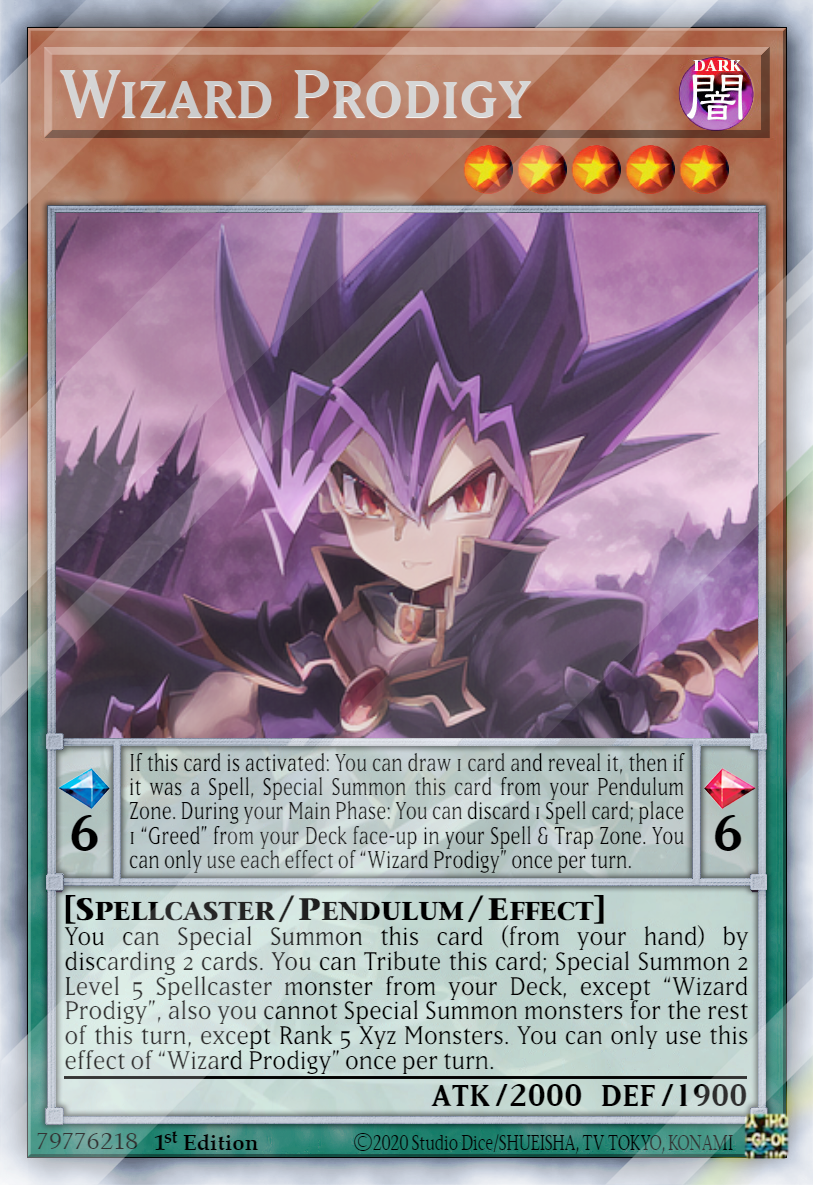 Wizard Prodigy
DARK
闇
If this card is activated: You can draw 1 card and reveal it, then if
it was a Spell, Special Summon this card from your Pendulum
Zone. During your Main Phase: You can discard 1 Spell card; place
1 “Greed” from your Deck face-up in your Spell & Trap Zone. You
can only use each effect of “Wizard Prodigy” once per turn.
6
6
[Spellcaster/Pendulum/Effect]
You can Special Summon this card (from your hand) by
discarding 2 cards. You can Tribute this card; Special Summon 2
Level 5 Spellcaster monster from your Deck, except “Wizard
Prodigy”, also you cannot Special Summon monsters for the rest
of this turn, except Rank 5 Xyz Monsters. You can only use this
effect of “Wizard Prodigy” once per turn.
ATK/2000 DEF/1900
79776218 1st Edition ©2020 Studio Dice/SHUEISHA, TV TOKYO, KONAMI